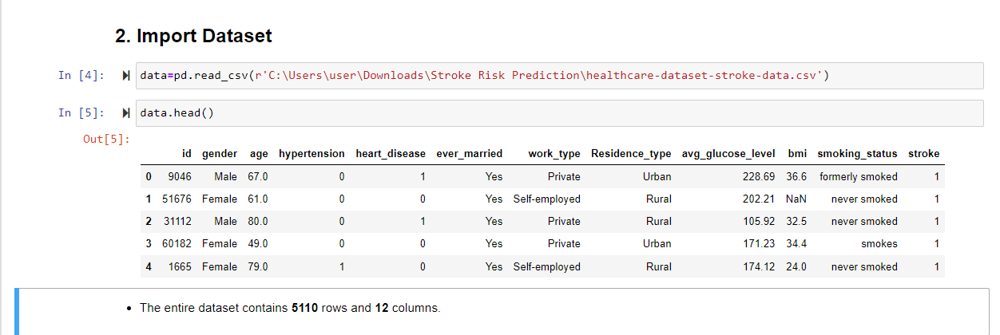 2. Import Dataset
In [4]: data=pd.read_csv(r'C:\Users\user\Downloads\Stroke Risk Prediction\healthcare-dataset-stroke-data.csv')
In [5]: data.head()
Out[5]:
id gender age hypertension heart_disease ever_married work_type Residence_type avg_glucose_level bmi smoking_status stroke
0 9046 Male 67.0 0 1 Yes Private Urban 228.69 36.6 formerly smoked 1
1 51676 Female 61.0 0 0 Yes Self-employed Rural 202.21 NaN never smoked 1
2 31112 Male 80.0 0 1 Yes Private Rural 105.92 32.5 never smoked 1
3 60182 Female 49.0 0 0 Yes Private Urban 171.23 34.4 smokes 1
4 1665 Female 79.0 1 0 Yes Self-employed Rural 174.12 24.0 never smoked 1
• The entire dataset contains 5110 rows and 12 columns.